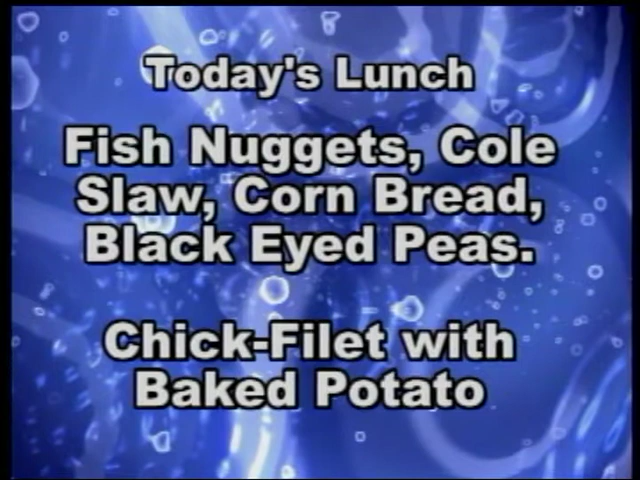 Today's Lunch
Fish Nuggets, Cole
Slaw, Corn Bread,
Black Eyed Peas.
Chick-Filet with
Baked Potato